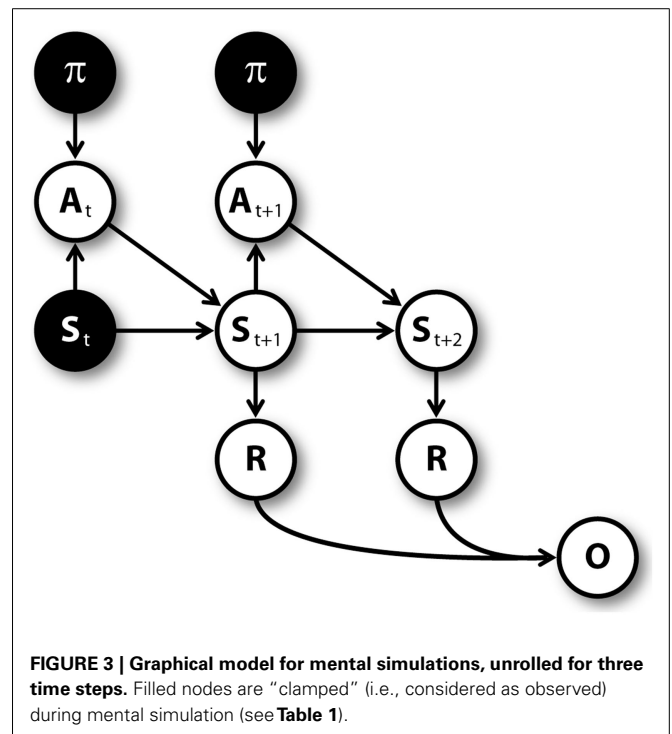 π π
A t A t+1
S t S t+1 S t+2
R R
O
FIGURE 3 | Graphical model for mental simulations, unrolled for three
time steps. Filled nodes are “clamped” (i.e., considered as observed)
during mental simulation (see Table 1).